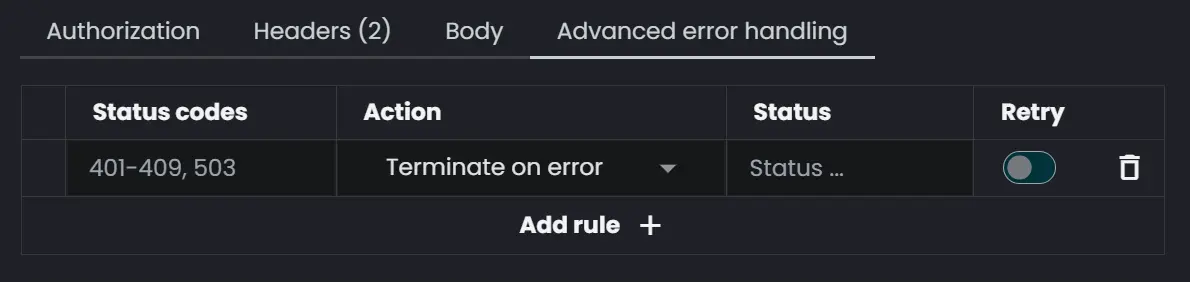 Authorization Headers (2) Body Advanced error handling
Status codes Action Status Retry
401-409, 503 Terminate on error Status ...
Add rule +